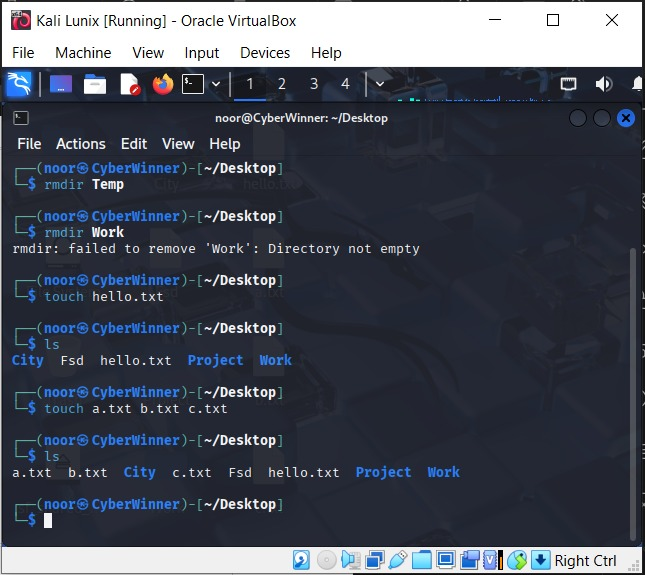 Kali Lunix [Running] - Oracle VirtualBox
File Machine View Input Devices Help
1 2 3 4
noor@CyberWinner: ~/Desktop
File Actions Edit View Help
┌──(noor㉿CyberWinner)-[~/Desktop]
└─$ rmdir Temp
┌──(noor㉿CyberWinner)-[~/Desktop]
└─$ rmdir Work
rmdir: failed to remove 'Work': Directory not empty
┌──(noor㉿CyberWinner)-[~/Desktop]
└─$ touch hello.txt
┌──(noor㉿CyberWinner)-[~/Desktop]
└─$ ls
City Fsd hello.txt Project Work
┌──(noor㉿CyberWinner)-[~/Desktop]
└─$ touch a.txt b.txt c.txt
┌──(noor㉿CyberWinner)-[~/Desktop]
└─$ ls
a.txt b.txt City c.txt Fsd hello.txt Project Work
┌──(noor㉿CyberWinner)-[~/Desktop]
└─$
Right Ctrl